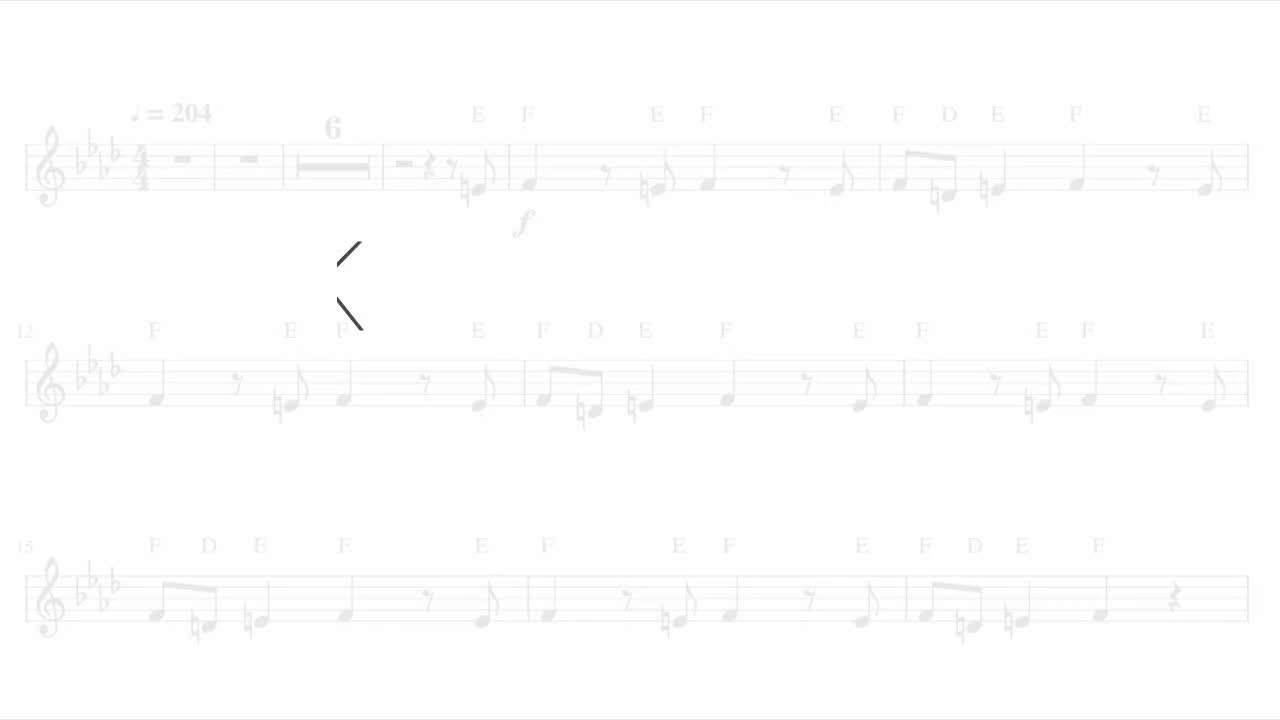 ♩ = 204
6 E F E F E F D E F E
f
12 F E F E F D E F E F E F E
15 F D E F E F E F E F D E F